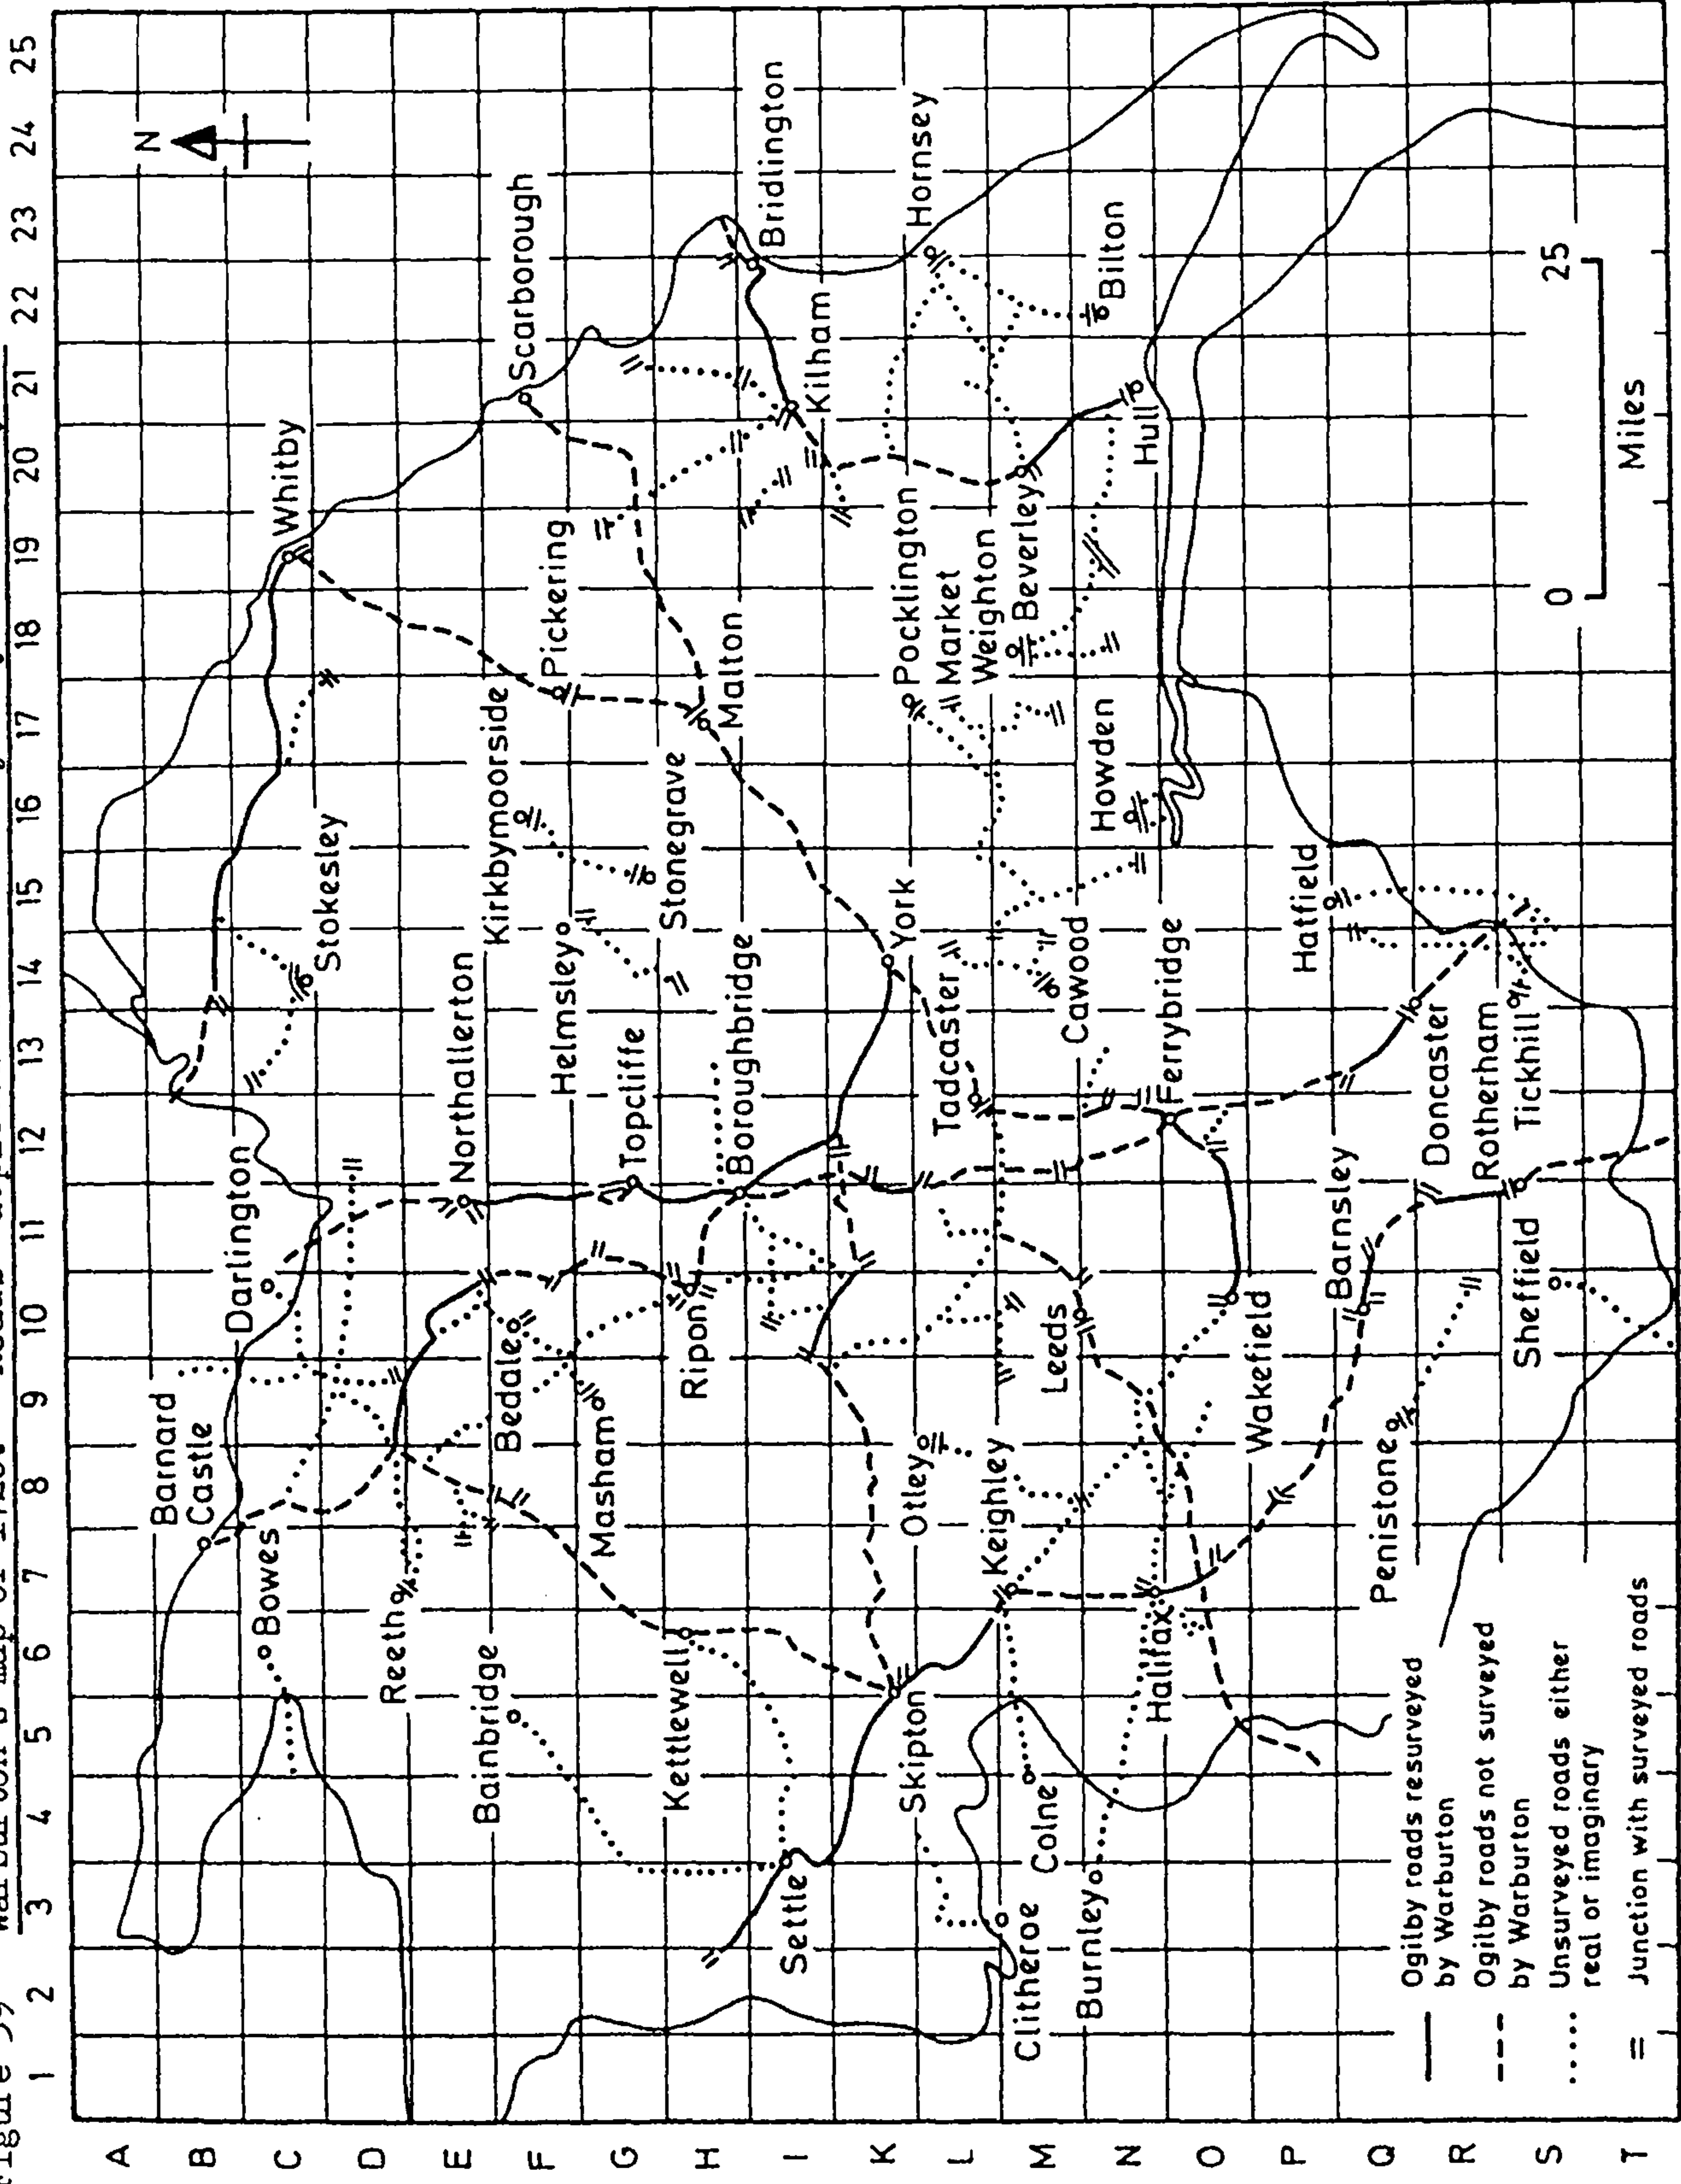 1 2 3 4 5 6 7 8 9 10 11 12 13 14 15 16 17 18 19 20 21 22 23 24 25
A
B
C
D
E
F
G
H
I
K
L
M
N
O
P
Q
R
S
T
N
Barnard
Castle
Bowes
Darlington
Stokesley
Whitby
Reeth
Bainbridge
Bedale
Northallerton
Kirkbymoorside
Pickering
Scarborough
Masham
Helmsley
Topcliffe
Stonegrave
Kettlewell
Ripon
Boroughbridge
Malton
Bridlington
Settle
Kilham
Skipton
Otley
York
Pocklington
Hornsey
Tadcaster
Market
Weighton
Keighley
Clitheroe
Colne
Leeds
Cawood
Beverley
Burnley
Howden
Bilton
Halifax
Ferrybridge
Hull
Wakefield
Hatfield
Barnsley
Penistone
Doncaster
Rotherham
Tickhill
Sheffield
0 25
Miles
Ogilby roads resurveyed
by Warburton
Ogilby roads not surveyed
by Warburton
Unsurveyed roads either
real or imaginary
= Junction with surveyed roads